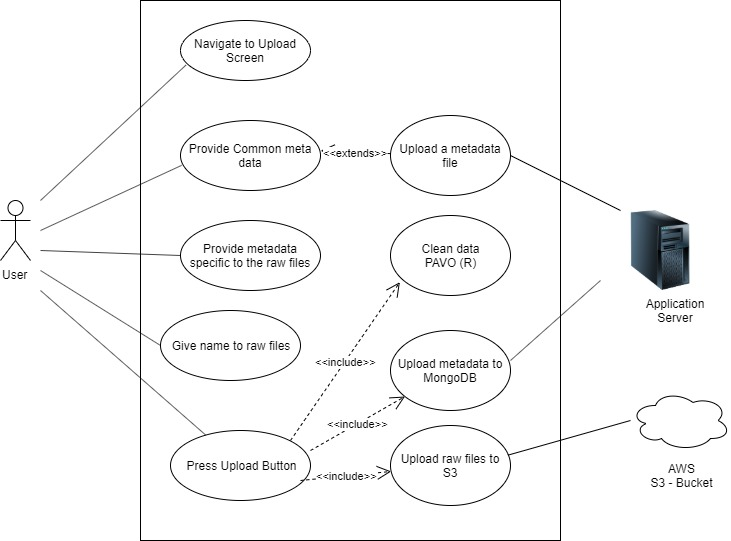 Navigate to Upload
Screen
Provide Common meta
data
<<extends>>
Upload a metadata
file
User
Provide metadata
specific to the raw files
Clean data
PAVO (R)
Application
Server
Give name to raw files
<<include>>
Upload metadata to
MongoDB
<<include>>
Press Upload Button
<<include>>
Upload raw files to
S3
AWS
S3 - Bucket